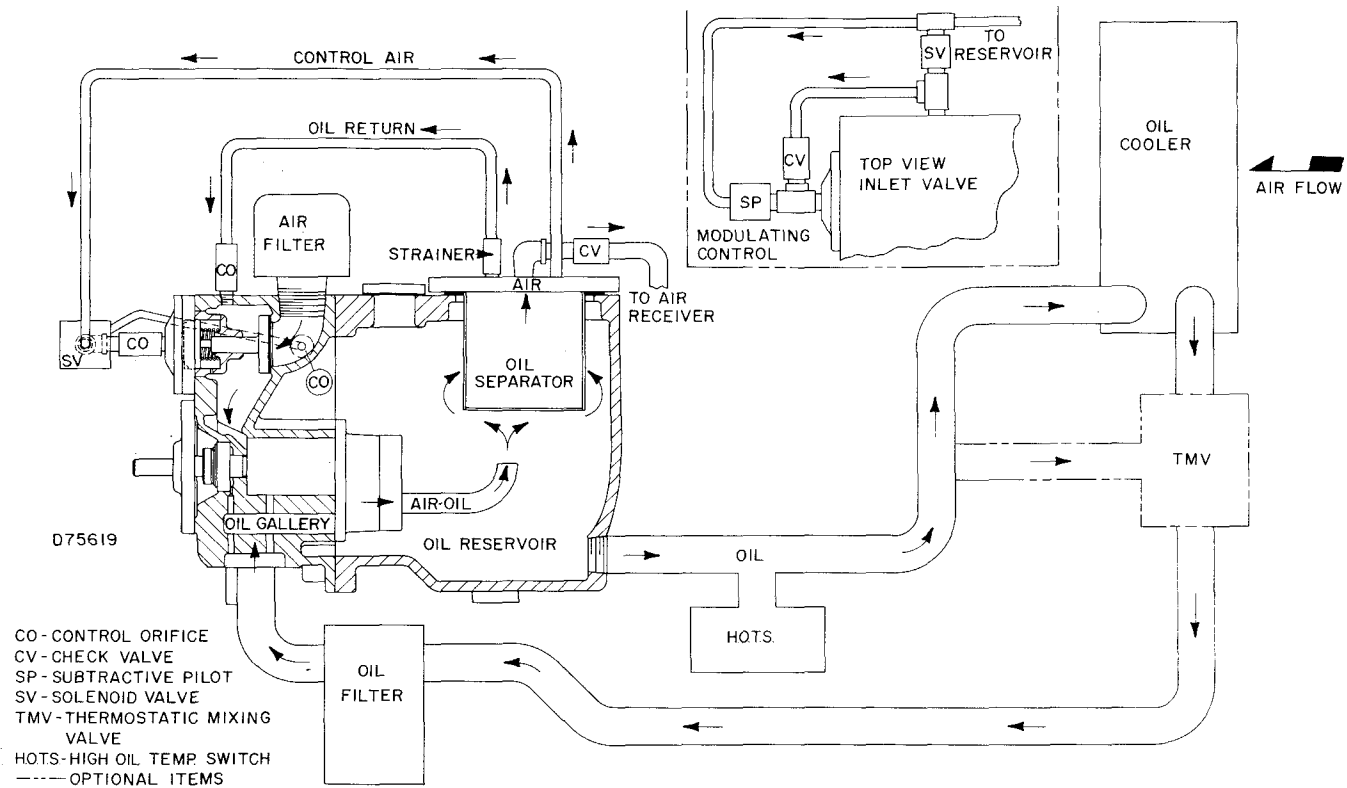 CONTROL AIR
OIL RETURN
AIR
FILTER
STRAINER
CO
CV
AIR
TO AIR
RECEIVER
SV
CO
CO
OIL
SEPARATOR
AIR-OIL
OIL GALLERY
OIL RESERVOIR
D75619
TO
RESERVOIR
SV
CV
SP
TOP VIEW
INLET VALVE
MODULATING
CONTROL
OIL
COOLER
AIR FLOW
TMV
OIL
H.O.T.S.
OIL
FILTER
CO-CONTROL ORIFICE
CV-CHECK VALVE
SP-SUBTRACTIVE PILOT
SV-SOLENOID VALVE
TMV-THERMOSTATIC MIXING
VALVE
H.O.T.S-HIGH OIL TEMP. SWITCH
OPTIONAL ITEMS